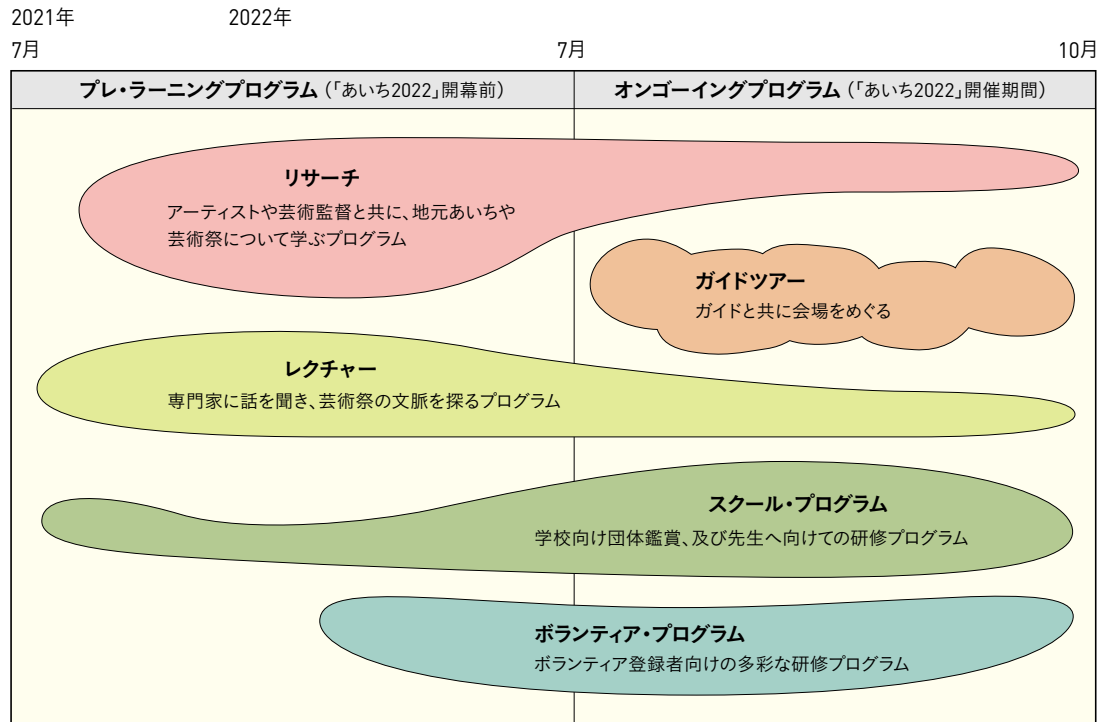 2021年 2022年
7月 7月 10月
プレ・ラーニングプログラム（「あいち2022」開幕前） オンゴーイングプログラム（「あいち2022」開催期間）
リサーチ
アーティストや芸術監督と共に、地元あいちや
芸術祭について学ぶプログラム
ガイドツアー
ガイドと共に会場をめぐる
レクチャー
専門家に話を聞き、芸術祭の文脈を探るプログラム
スクール・プログラム
学校向け団体鑑賞、及び先生へ向けての研修プログラム
ボランティア・プログラム
ボランティア登録者向けの多彩な研修プログラム